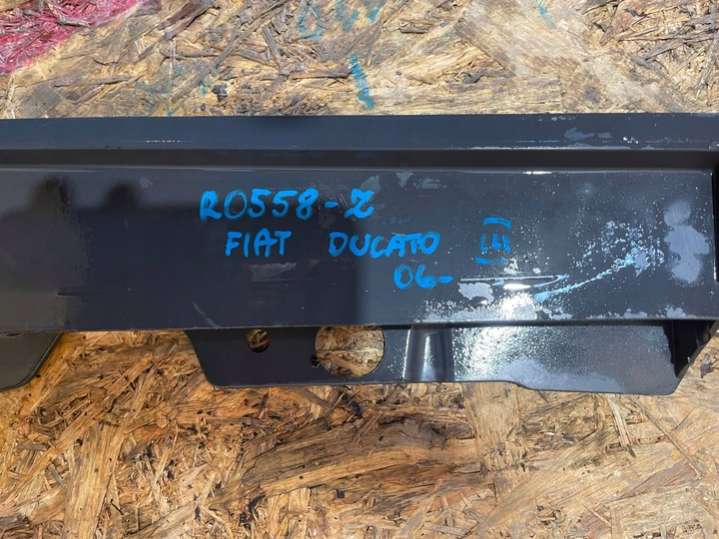 R0558-Z
FIAT DUCATO
06-